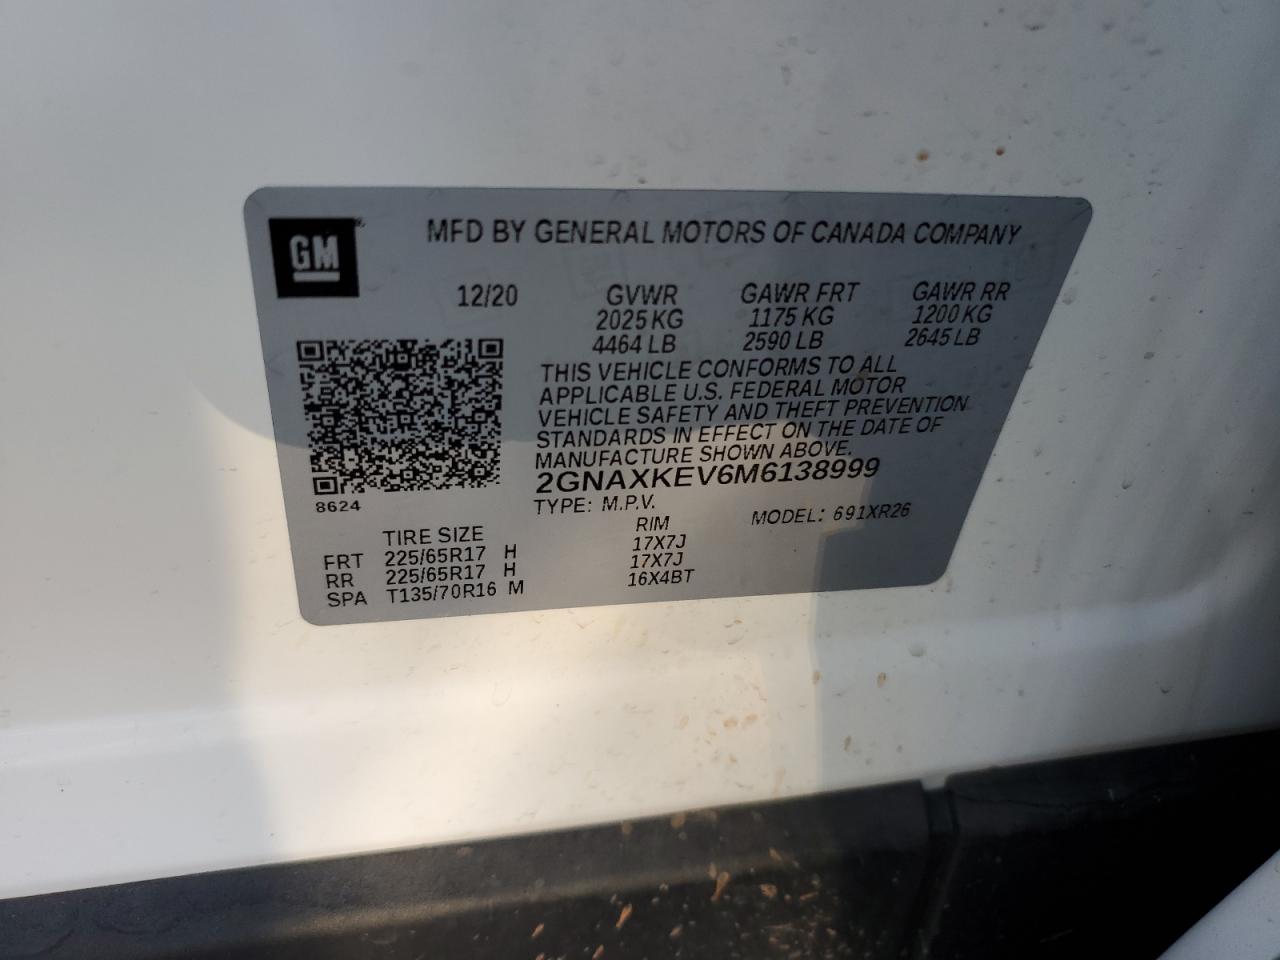 GM
MFD BY GENERAL MOTORS OF CANADA COMPANY
12/20 GVWR GAWR FRT GAWR RR
2025 KG 1175 KG 1200 KG
4464 LB 2590 LB 2645 LB
THIS VEHICLE CONFORMS TO ALL
APPLICABLE U.S. FEDERAL MOTOR
VEHICLE SAFETY AND THEFT PREVENTION
STANDARDS IN EFFECT ON THE DATE OF
MANUFACTURE SHOWN ABOVE.
2GNAXKEV6M6138999
8624
TYPE: M.P.V. MODEL: 691XR26
TIRE SIZE RIM
FRT 225/65R17 H 17X7J
RR 225/65R17 H 17X7J
SPA T135/70R16 M 16X4BT